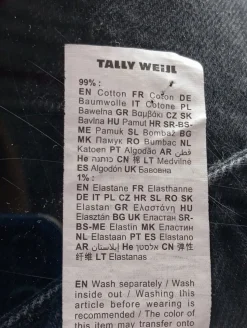 TALLY WEiJL
99% :
EN Cotton FR Coton DE
Baumwolle IT Cotone PL
Bawełna GR Βαμβάκι CZ SK
Bavlna HU Pamut HR SR-BS-
ME Pamuk SL Bombaž BG
MK Памук RO Bumbac NL
Katoen PT Algodão AR قطن
He כותנה CN 棉 LT Medvilnė
ES Algodón UK Бавовна
1% :
EN Elastane FR Elasthanne
DE IT PL CZ HR SL RO SK
Elastan GR Ελαστάνη HU
Elasztán BG UK Еластан SR-
BS-ME Elastin MK Еластин
NL Elastaan PT ES Elastano
AR إيلاستان He אלסטן CN 弹性
纤维 LT Elastanas
EN Wash separately / Wash
inside out / Washing this
article before wearing is
recommended / The color of
this item may transfer onto